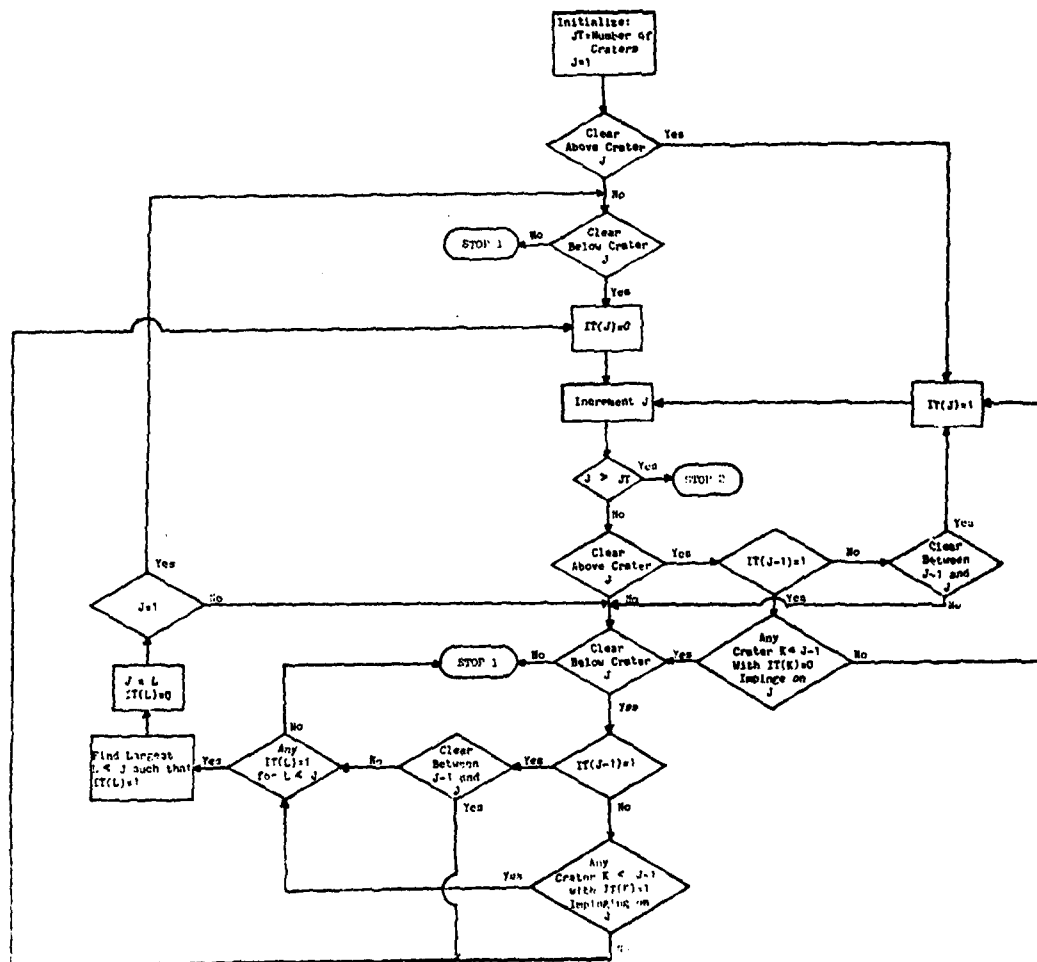 Initialize:
JT=Number of
Craters
J=1
Clear
Above Crater
J
Yes
No
Clear
Below Crater
J
No
STOP 1
Yes
IT(J)=0
Increment J
IT(J)=1
J > JT
Yes
STOP 2
No
Clear
Above Crater
J
Yes
IT(J-1)=1
No
Clear
Between
J-1 and
J
Yes
No
Yes
J=1
Yes
No
No
Clear
Below Crater
J
No
STOP 1
Yes
Any
Crater K < J-1
With IT(K)=0
Impinge on
J
No
Yes
J = L
IT(L)=0
Find Largest
L < J such that
IT(L)=1
Yes
Any
IT(L)=1
for L < J
No
No
Clear
Between
J-1 and
J
Yes
Yes
IT(J-1)=1
No
Any
Crater K < J-1
with IT(K)=1
Impinging on
J
Yes
No